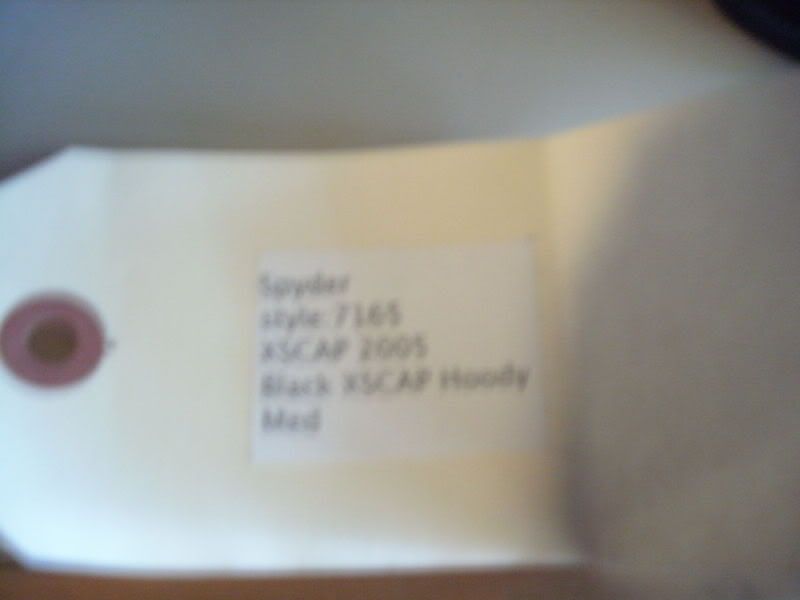 Spyder
style:7165
XSCAP 2005
Black XSCAP Hoody
Med